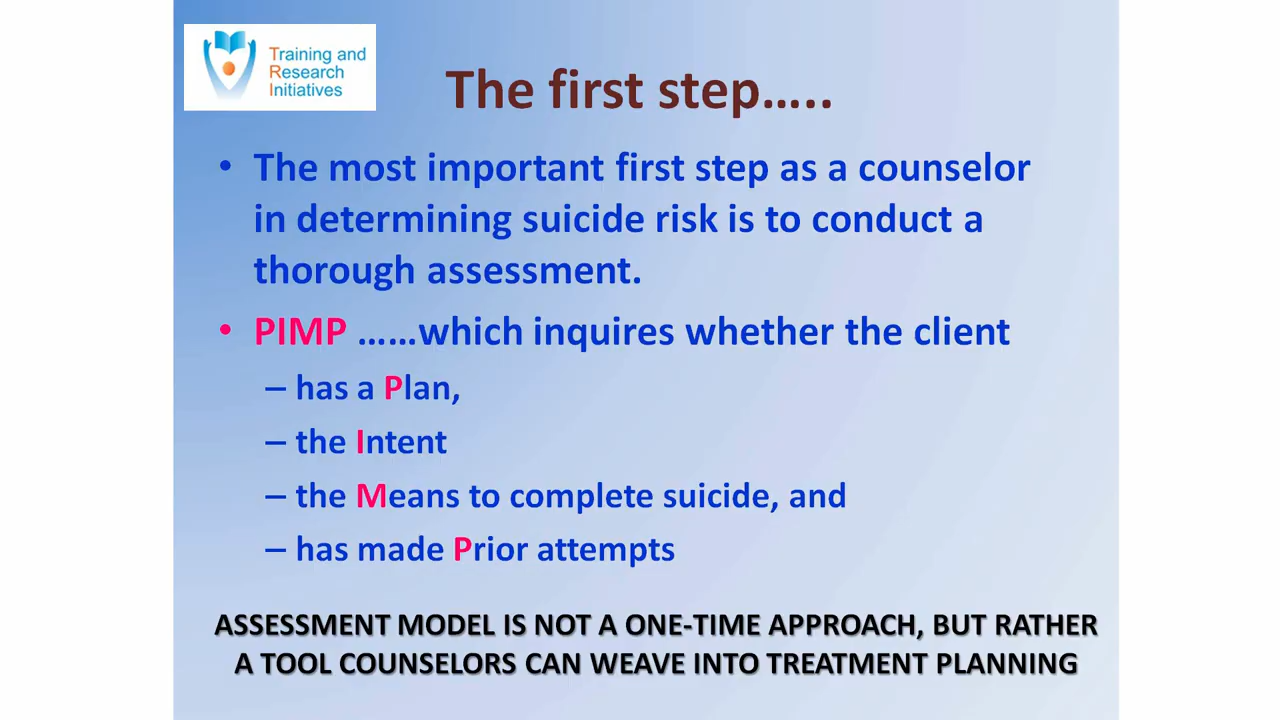 Training and
Research
Initiatives
The first step.....
• The most important first step as a counselor
in determining suicide risk is to conduct a
thorough assessment.
• PIMP ......which inquires whether the client
– has a Plan,
– the Intent
– the Means to complete suicide, and
– has made Prior attempts
ASSESSMENT MODEL IS NOT A ONE-TIME APPROACH, BUT RATHER
A TOOL COUNSELORS CAN WEAVE INTO TREATMENT PLANNING